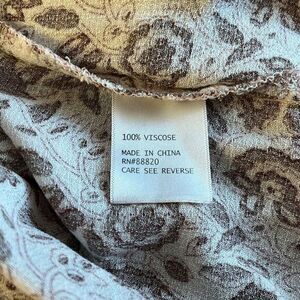 100% VISCOSE
MADE IN CHINA
RN#88820
CARE SEE REVERSE